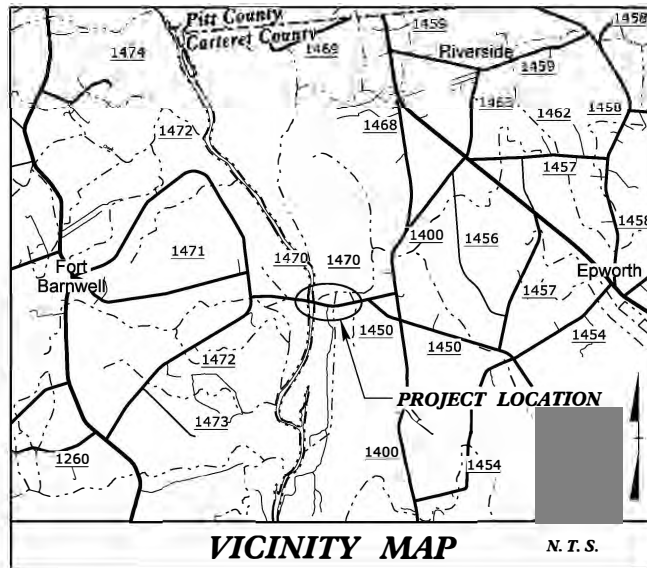 Pitt County
Carteret County
1459
1458
1474
1469
Riverside
1459
1463
1462
1458
1472
1468
1457
1458
1471
1470
1470
1400
1456
Fort
Barnwell
Epworth
1457
1450
1450
1454
1472
PROJECT LOCATION
1473
1260
1400
1454
VICINITY MAP
N. T. S.